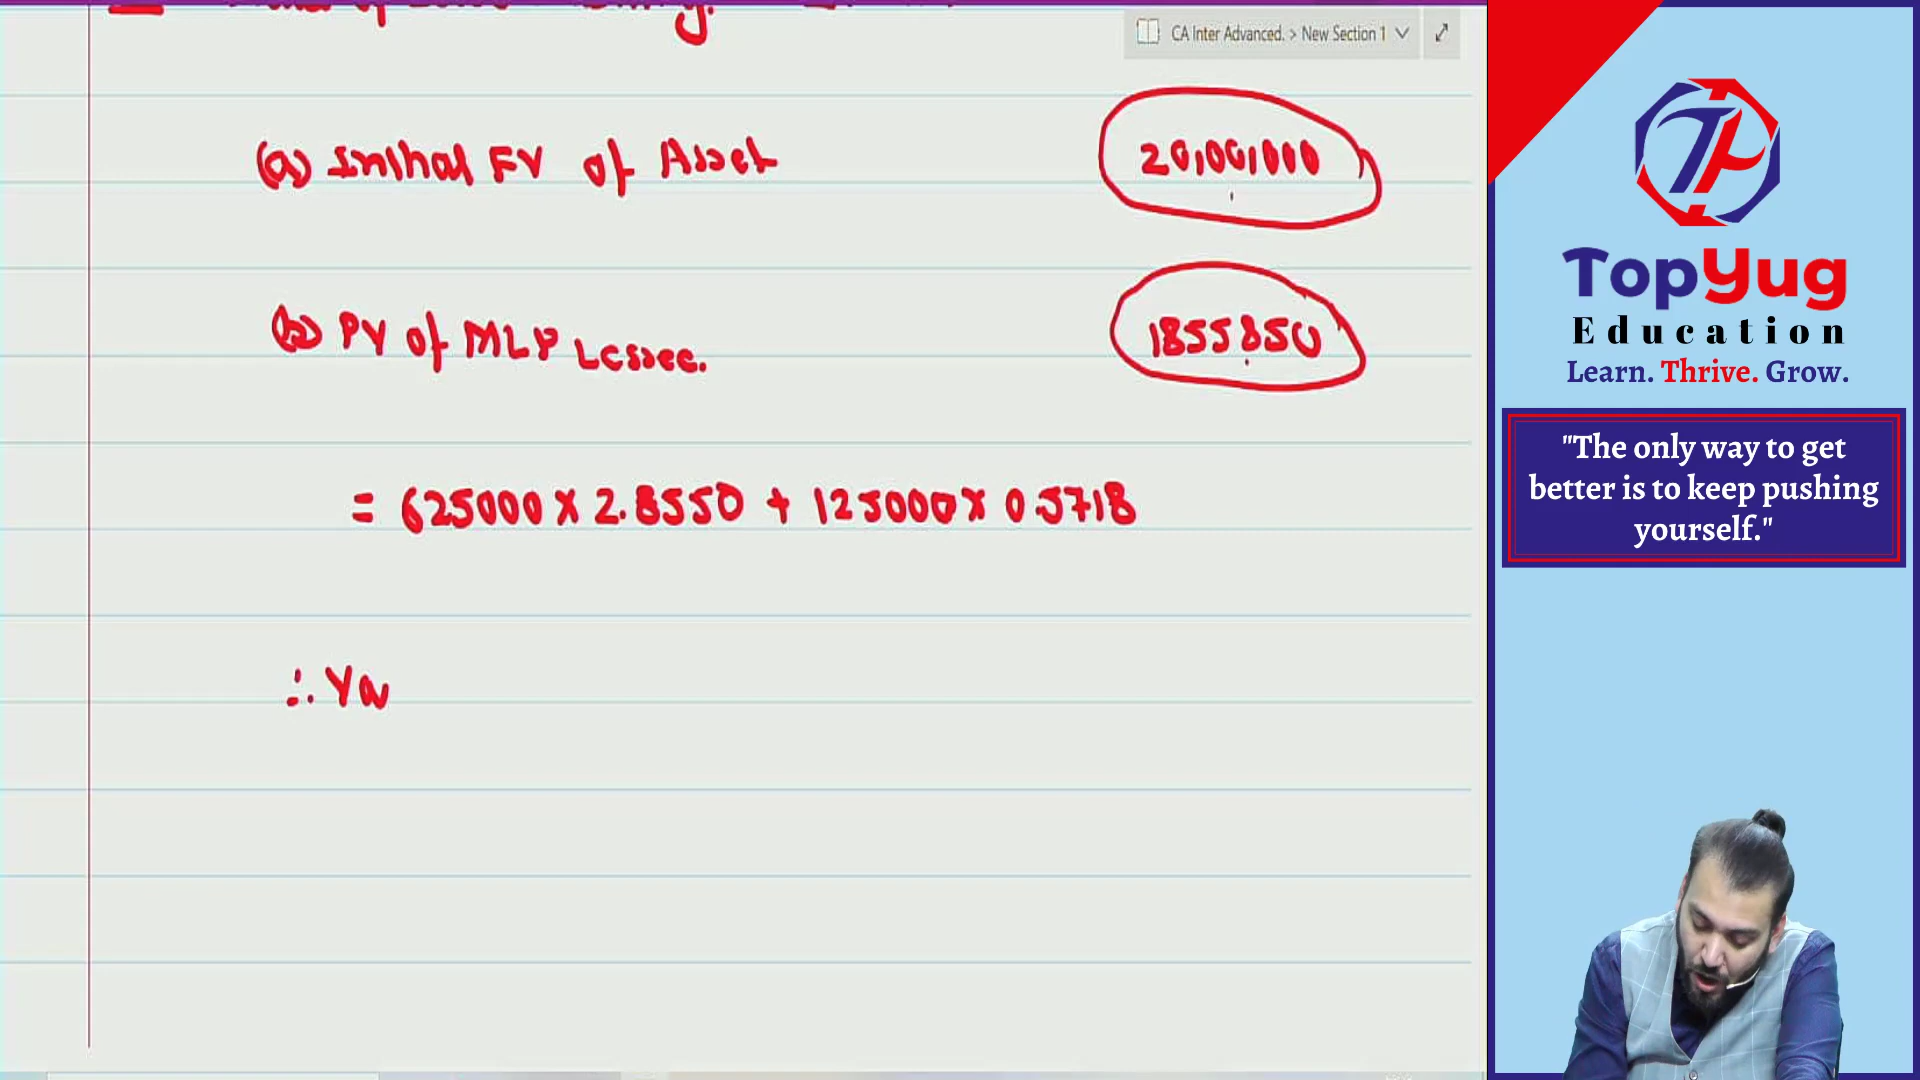 CA Inter Advanced. > New Section 1
(a) Initial FV of Asset 20,00,000
(b) PV of MLP Lessee. 1855850
= 625000 x 2.8550 + 125000 x 0.5718
∴ Va
TopYug
Education
Learn. Thrive. Grow.
"The only way to get
better is to keep pushing
yourself."